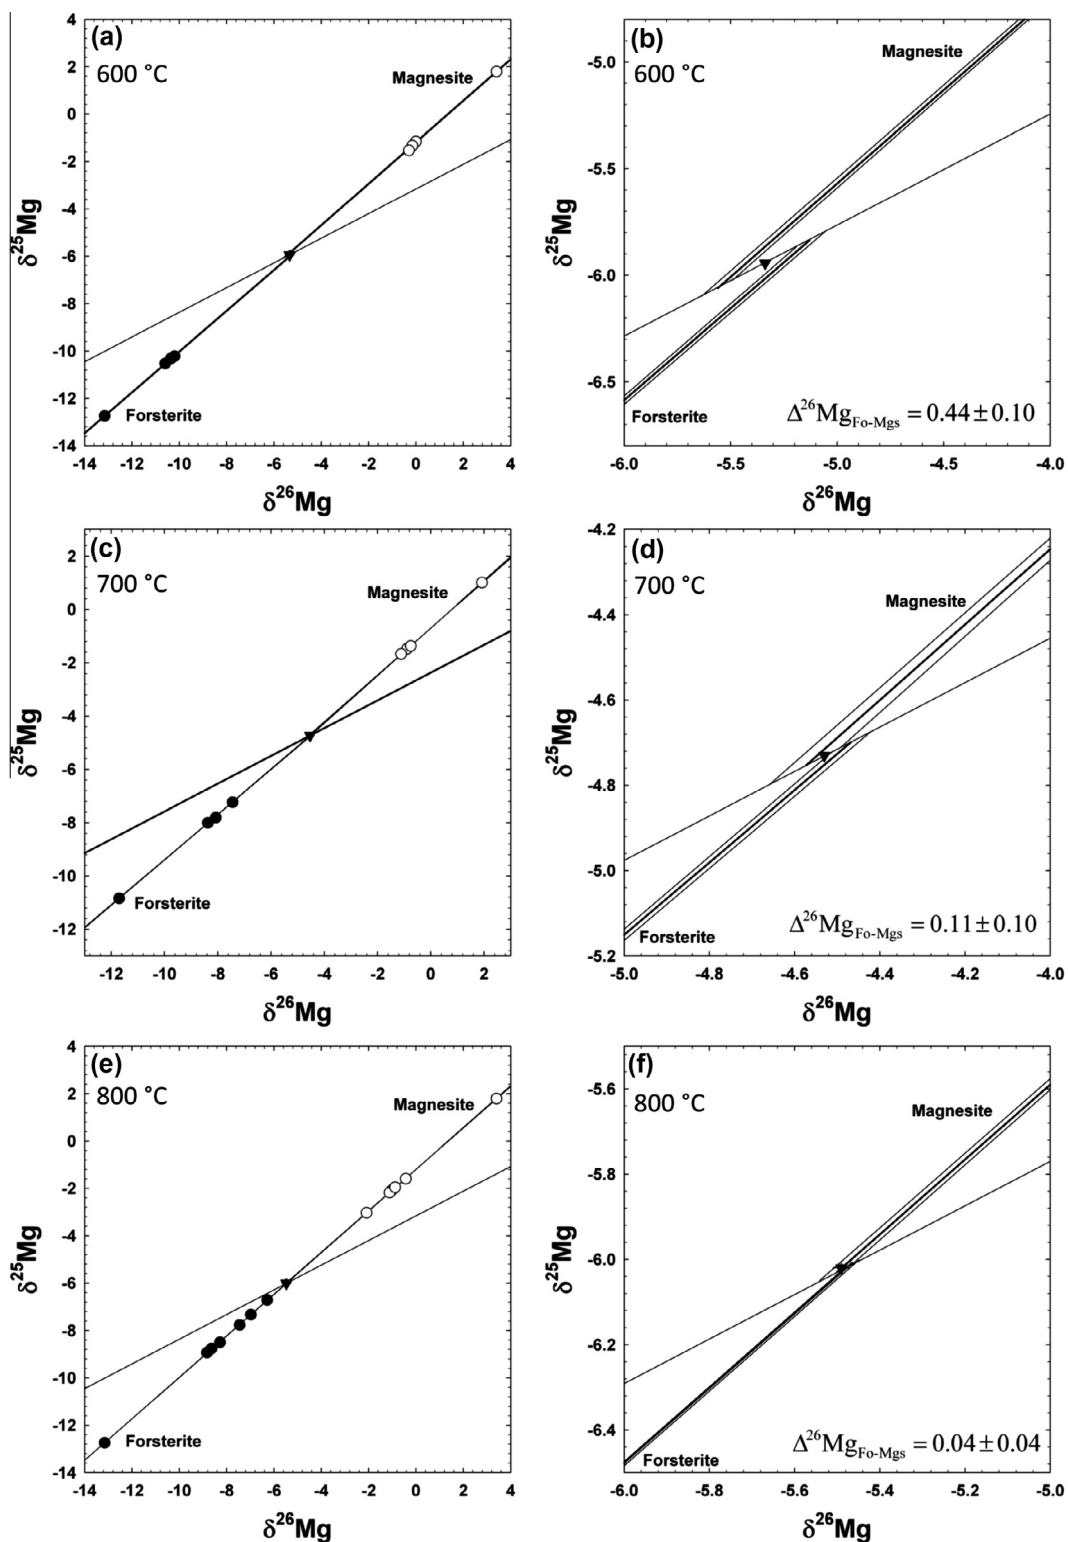 (a)
600 °C
Magnesite
Forsterite
4
2
0
-2
-4
-6
-8
-10
-12
-14
-14 -12 -10 -8 -6 -4 -2 0 2 4
δ25Mg
δ26Mg
(b)
600 °C
Magnesite
Forsterite
Δ26MgFo-Mgs = 0.44±0.10
-5.0
-5.5
-6.0
-6.5
-6.0 -5.5 -5.0 -4.5 -4.0
δ25Mg
δ26Mg
(c)
700 °C
Magnesite
Forsterite
2
0
-2
-4
-6
-8
-10
-12
-12 -10 -8 -6 -4 -2 0 2
δ25Mg
δ26Mg
(d)
700 °C
Magnesite
Forsterite
Δ26MgFo-Mgs = 0.11±0.10
-4.2
-4.4
-4.6
-4.8
-5.0
-5.2
-5.0 -4.8 -4.6 -4.4 -4.2 -4.0
δ25Mg
δ26Mg
(e)
800 °C
Magnesite
Forsterite
4
2
0
-2
-4
-6
-8
-10
-12
-14
-14 -12 -10 -8 -6 -4 -2 0 2 4
δ25Mg
δ26Mg
(f)
800 °C
Magnesite
Forsterite
Δ26MgFo-Mgs = 0.04±0.04
-5.6
-5.8
-6.0
-6.2
-6.4
-6.0 -5.8 -5.6 -5.4 -5.2 -5.0
δ25Mg
δ26Mg